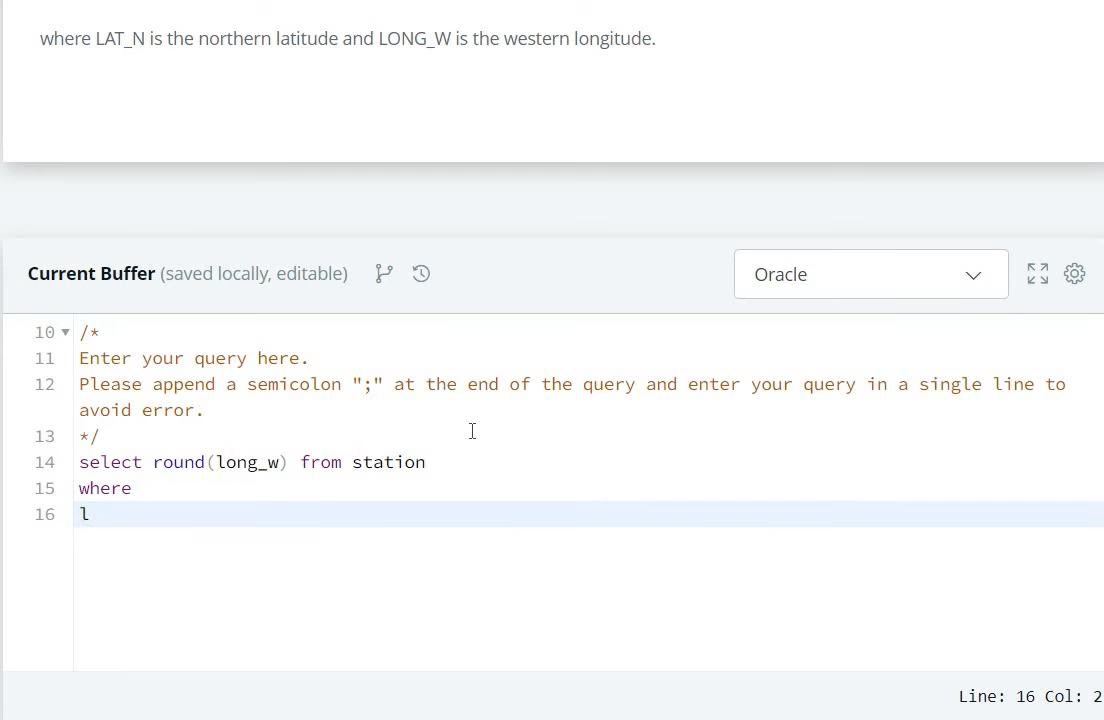 where LAT_N is the northern latitude and LONG_W is the western longitude.
Current Buffer (saved locally, editable)
Oracle
10 /*
11 Enter your query here.
12 Please append a semicolon ";" at the end of the query and enter your query in a single line to
avoid error.
13 */
14 select round(long_w) from station
15 where
16 l
Line: 16 Col: 2